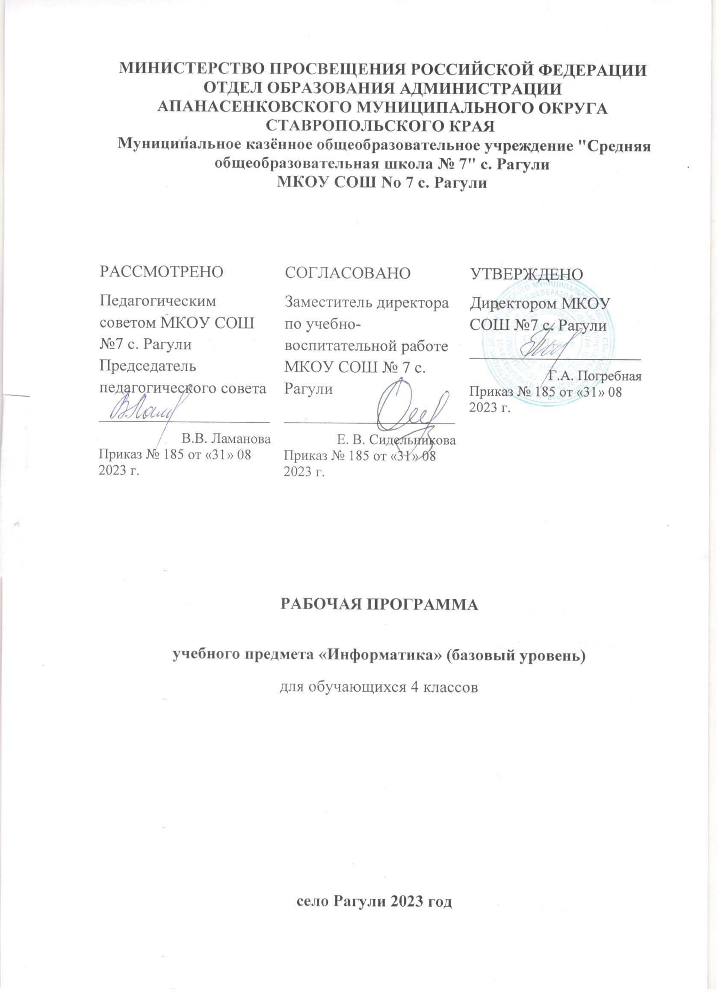 МИНИСТЕРСТВО ПРОСВЕЩЕНИЯ РОССИЙСКОЙ ФЕДЕРАЦИИ
ОТДЕЛ ОБРАЗОВАНИЯ АДМИНИСТРАЦИИ
АПАНАСЕНКОВСКОГО МУНИЦИПАЛЬНОГО ОКРУГА
СТАВРОПОЛЬСКОГО КРАЯ
Муниципальное казённое общеобразовательное учреждение "Средняя
общеобразовательная школа № 7" с. Рагули
МКОУ СОШ No 7 с. Рагули
РАССМОТРЕНО
Педагогическим
советом МКОУ СОШ
№7 с. Рагули
Председатель
педагогического совета
В.В. Ламанова
Приказ № 185 от «31» 08
2023 г.
СОГЛАСОВАНО
Заместитель директора
по учебно-
воспитательной работе
МКОУ СОШ № 7 с.
Рагули
Е. В. Сидельникова
Приказ № 185 от «31» 08
2023 г.
УТВЕРЖДЕНО
Директором МКОУ
СОШ №7 с. Рагули
Г.А. Погребная
Приказ № 185 от «31» 08
2023 г.
РАБОЧАЯ ПРОГРАММА
учебного предмета «Информатика» (базовый уровень)
для обучающихся 4 классов
село Рагули 2023 год